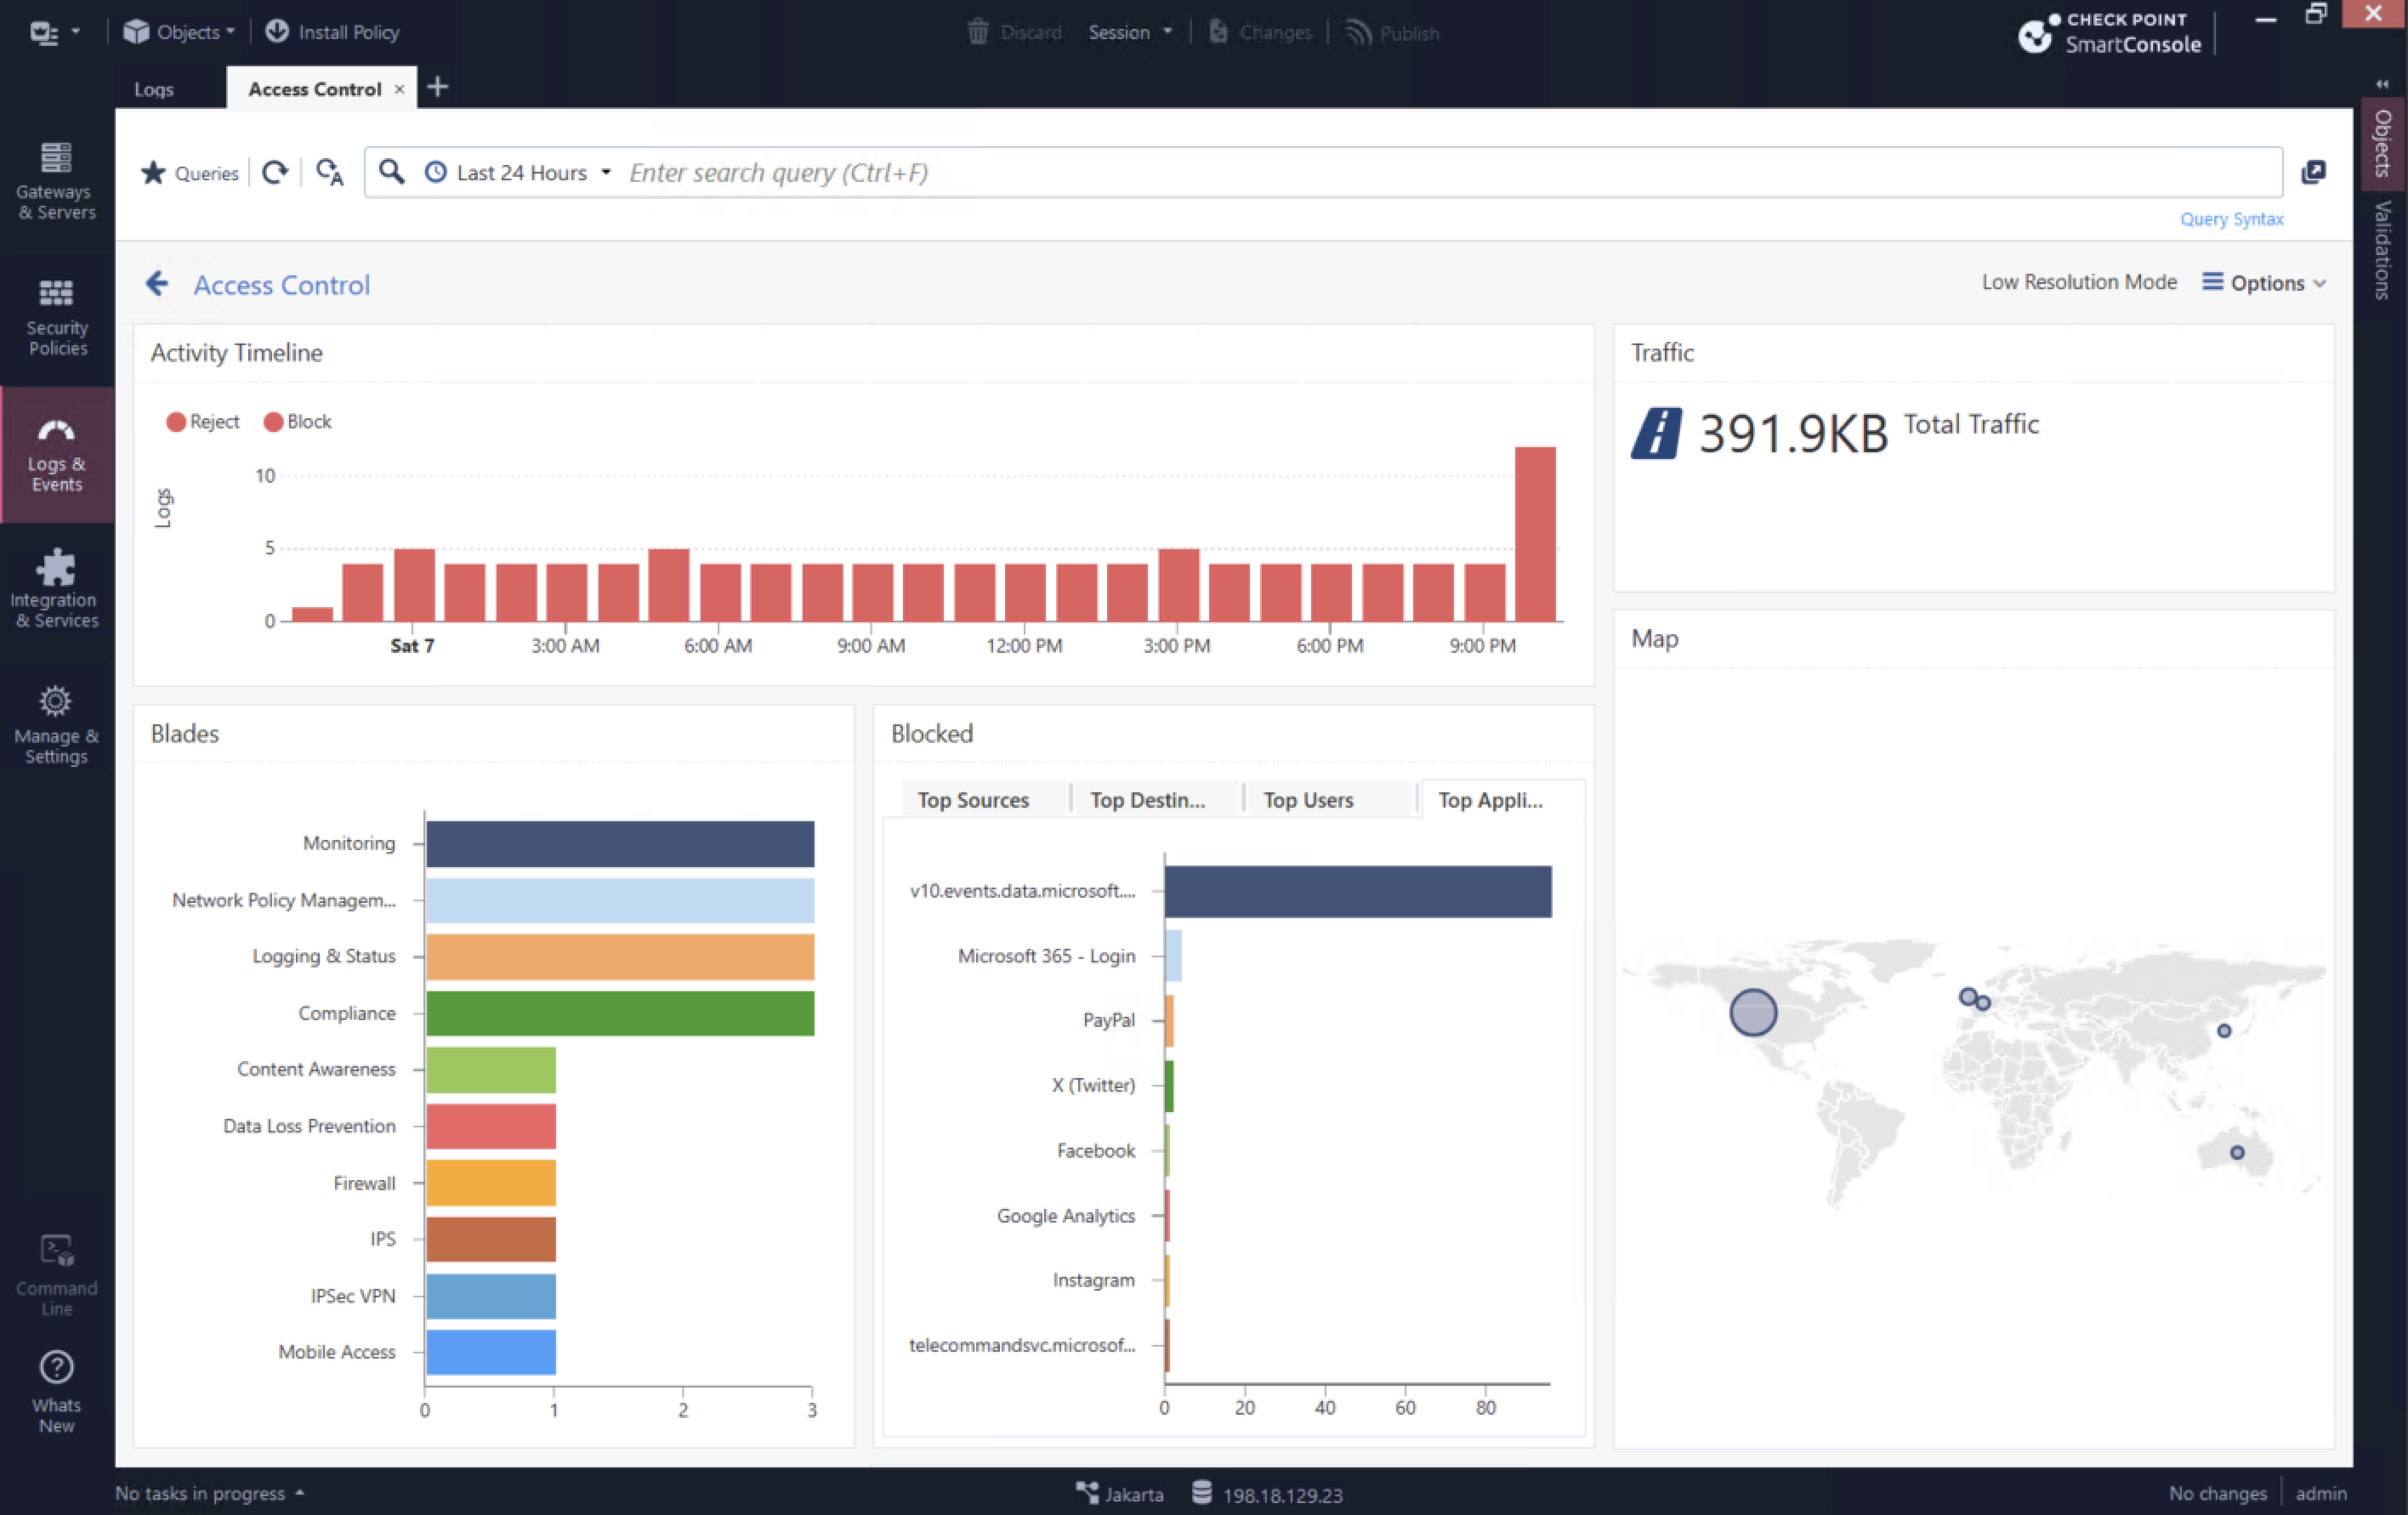 Objects
Install Policy
Discard
Session
Changes
Publish
CHECK POINT
SmartConsole
Logs
Access Control
Gateways
& Servers
Security
Policies
Logs &
Events
Integration
& Services
Manage &
Settings
Command
Line
Whats
New
Objects
Validations
Queries
Last 24 Hours
Enter search query (Ctrl+F)
Query Syntax
Access Control
Low Resolution Mode
Options
Activity Timeline
Reject
Block
Logs
10
5
0
Sat 7
3:00 AM
6:00 AM
9:00 AM
12:00 PM
3:00 PM
6:00 PM
9:00 PM
Traffic
391.9KB Total Traffic
Map
Blades
Monitoring
Network Policy Managem...
Logging & Status
Compliance
Content Awareness
Data Loss Prevention
Firewall
IPS
IPSec VPN
Mobile Access
0
1
2
3
Blocked
Top Sources
Top Destin...
Top Users
Top Appli...
v10.events.data.microsoft....
Microsoft 365 - Login
PayPal
X (Twitter)
Facebook
Google Analytics
Instagram
telecommandsvc.microsof...
0
20
40
60
80
No tasks in progress
Jakarta
198.18.129.23
No changes
admin